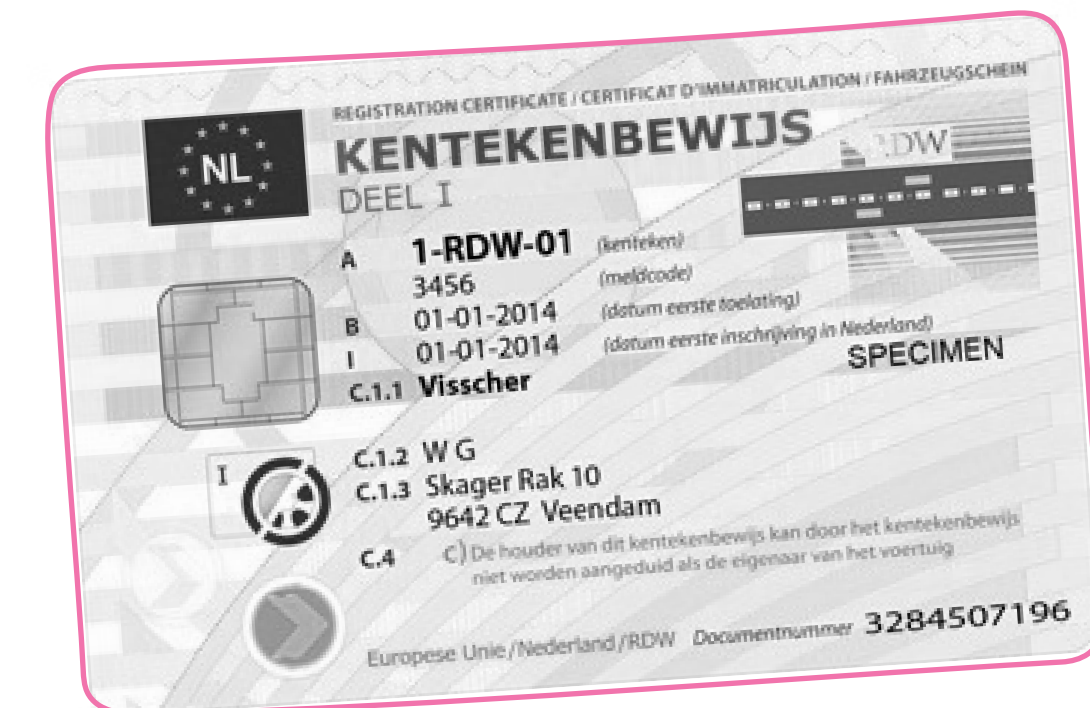 REGISTRATION CERTIFICATE / CERTIFICAT D'IMMATRICULATION / FAHRZEUGSCHEIN
NL
KENTEKENBEWIJS
RDW
DEEL I
A 1-RDW-01 (kenteken)
3456 (meldcode)
B 01-01-2014 (datum eerste toelating)
I 01-01-2014 (datum eerste inschrijving in Nederland)
SPECIMEN
C.1.1 Visscher
C.1.2 W G
I
C.1.3 Skager Rak 10
9642 CZ Veendam
C.4 C) De houder van dit kentekenbewijs kan door het kentekenbewijs
niet worden aangeduid als de eigenaar van het voertuig
Europese Unie/Nederland/RDW Documentnummer 3284507196